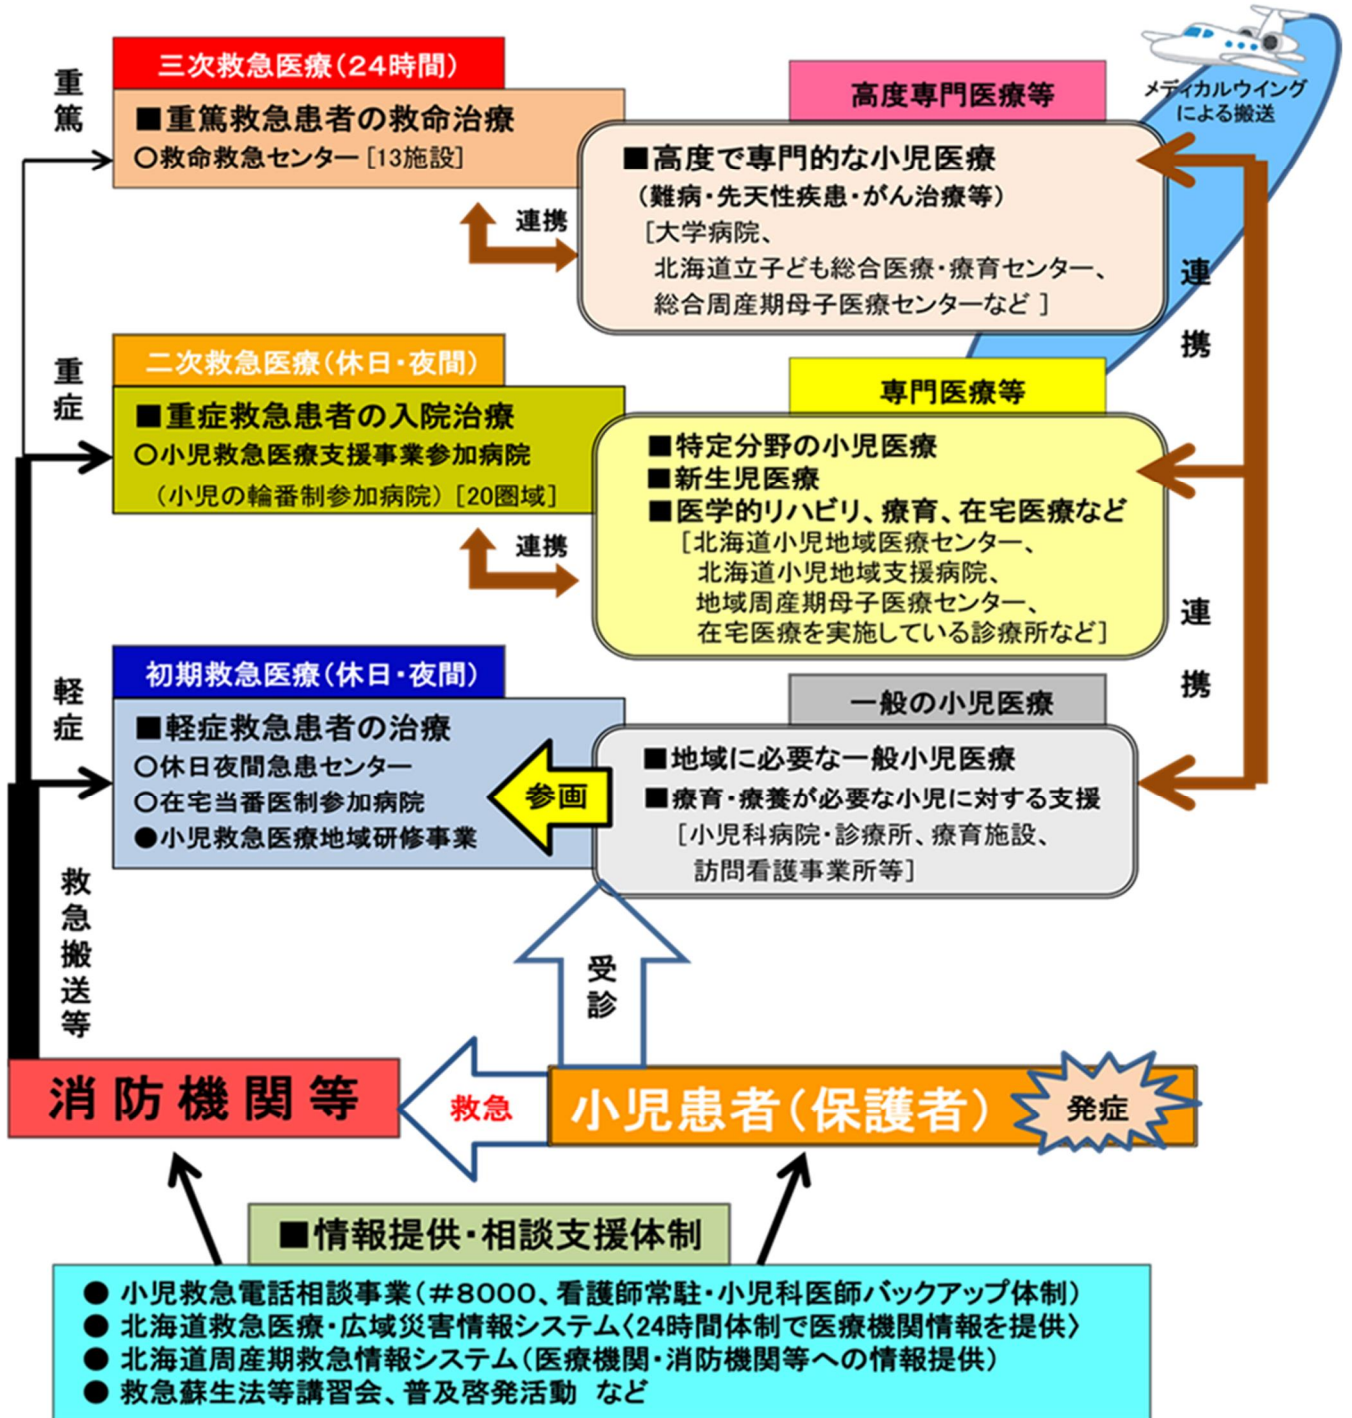 重篤
三次救急医療(24時間)
■重篤救急患者の救命治療
○救命救急センター [13施設]
高度専門医療等
■高度で専門的な小児医療
(難病・先天性疾患・がん治療等)
[大学病院、
北海道立子ども総合医療・療育センター、
総合周産期母子医療センターなど ]
メディカルウイング
による搬送
連携
連携
重症
二次救急医療(休日・夜間)
■重症救急患者の入院治療
○小児救急医療支援事業参加病院
(小児の輪番制参加病院) [20圏域]
専門医療等
■特定分野の小児医療
■新生児医療
■医学的リハビリ、療育、在宅医療など
[北海道小児地域医療センター、
北海道小児地域支援病院、
地域周産期母子医療センター、
在宅医療を実施している診療所など]
連携
連携
軽症
初期救急医療(休日・夜間)
■軽症救急患者の治療
○休日夜間急患センター
○在宅当番医制参加病院
●小児救急医療地域研修事業
参画
一般の小児医療
■地域に必要な一般小児医療
■療育・療養が必要な小児に対する支援
[小児科病院・診療所、療育施設、
訪問看護事業所等]
救急搬送等
受診
消防機関等
救急
小児患者(保護者)
発症
■情報提供・相談支援体制
● 小児救急電話相談事業(#8000、看護師常駐・小児科医師バックアップ体制)
● 北海道救急医療・広域災害情報システム〈24時間体制で医療機関情報を提供〉
● 北海道周産期救急情報システム(医療機関・消防機関等への情報提供)
● 救急蘇生法等講習会、普及啓発活動 など